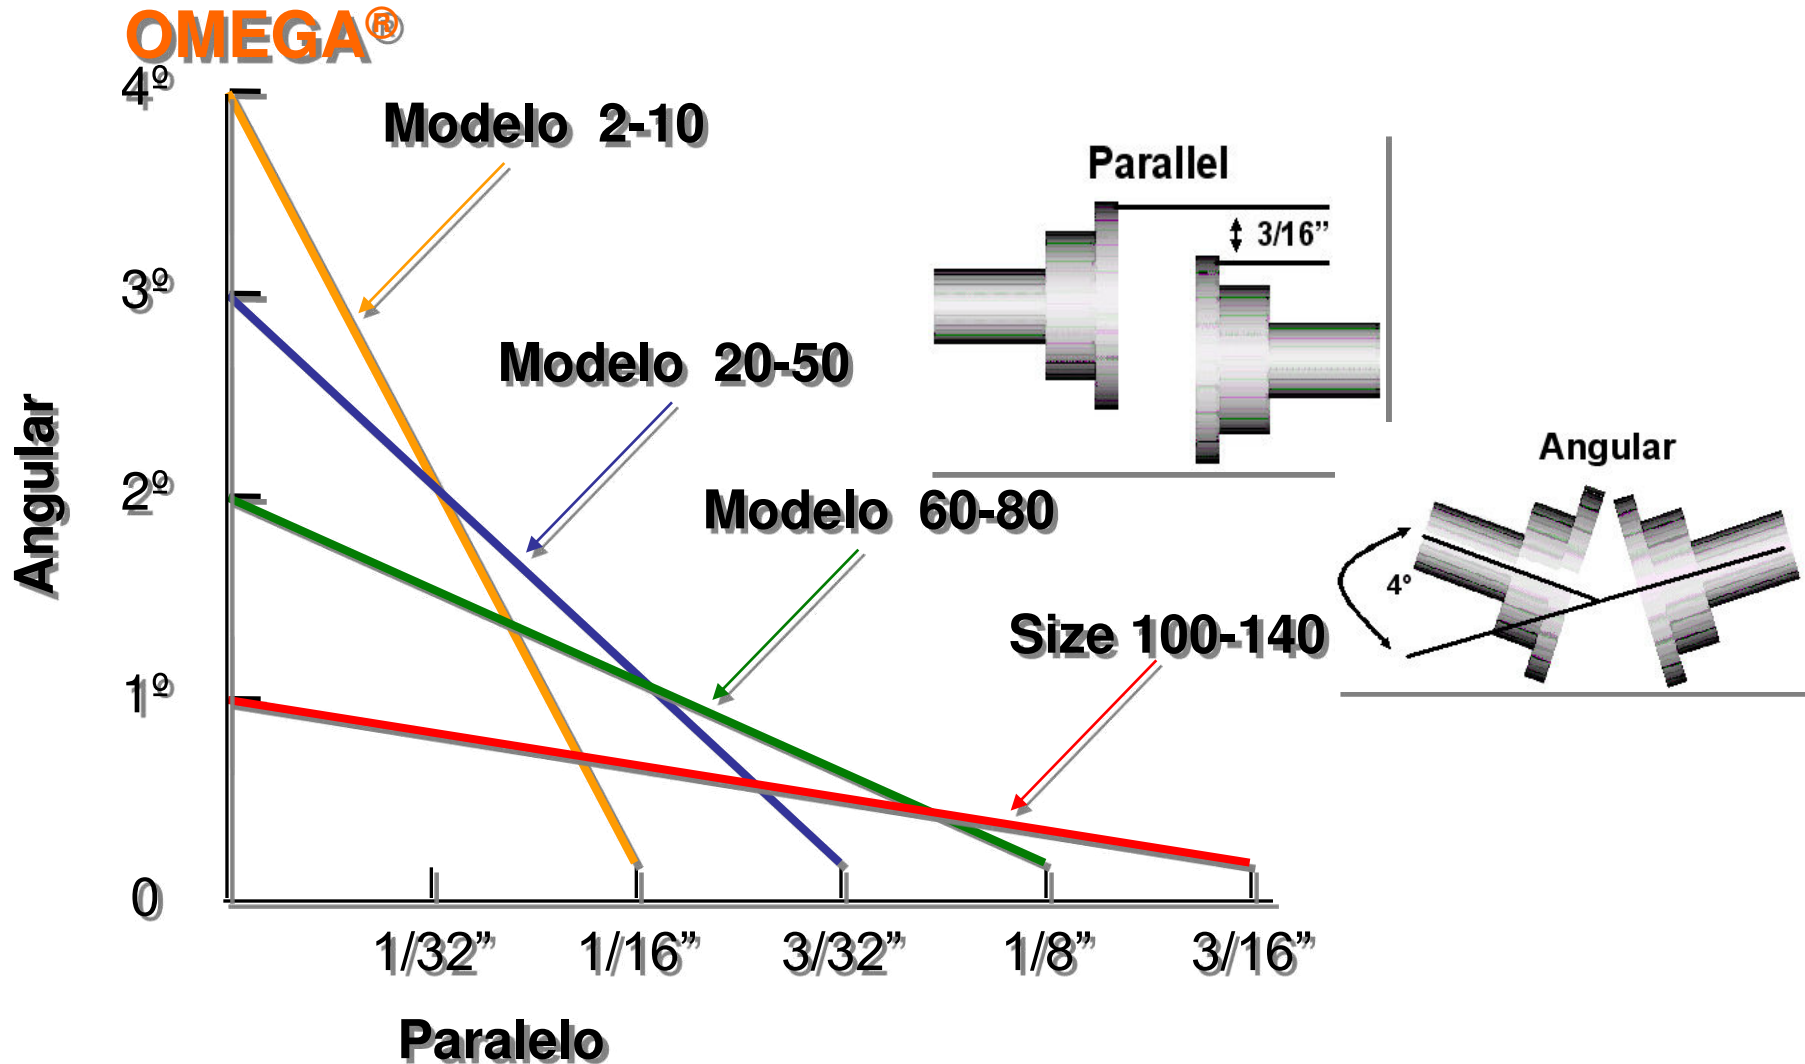 OMEGA®
4º
3º
2º
1º
0
Angular
Modelo 2-10
Modelo 20-50
Modelo 60-80
Size 100-140
1/32”
1/16”
3/32”
1/8”
3/16”
Paralelo
Parallel
3/16”
Angular
4º